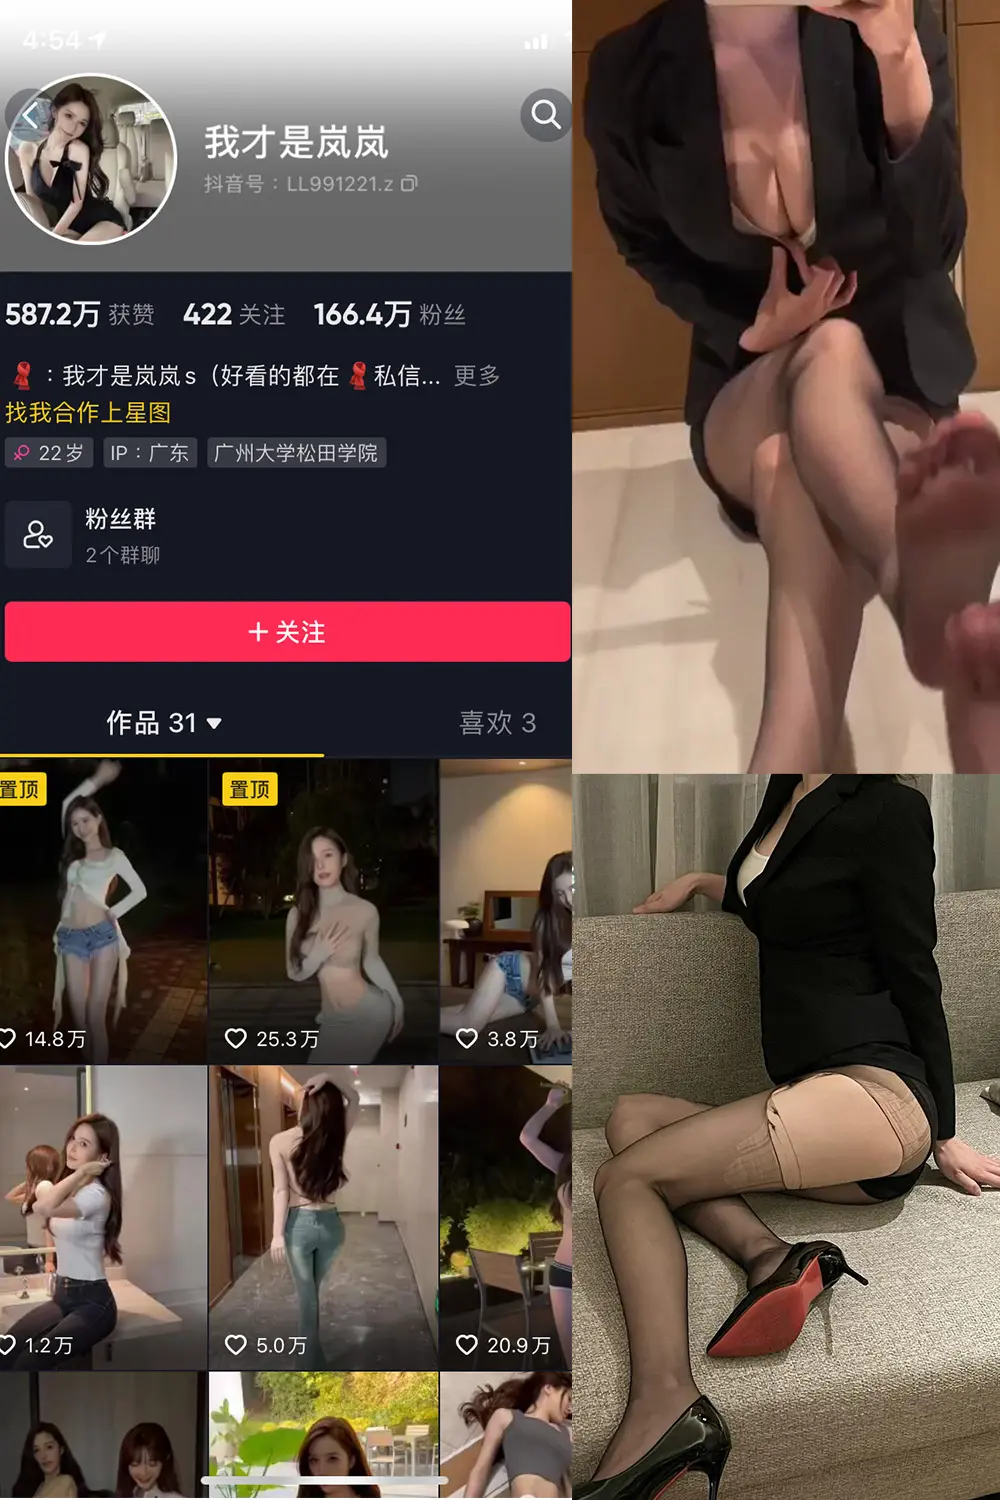 4:54
我才是岚岚
抖音号：LL991221.z
587.2万 获赞 422 关注 166.4万 粉丝
：我才是岚岚s（好看的都在 私信... 更多
找我合作上星图
22岁 IP：广东 广州大学松田学院
粉丝群
2个群聊
+ 关注
作品 31 喜欢 3
置顶 置顶
14.8万 25.3万 3.8万
1.2万 5.0万 20.9万